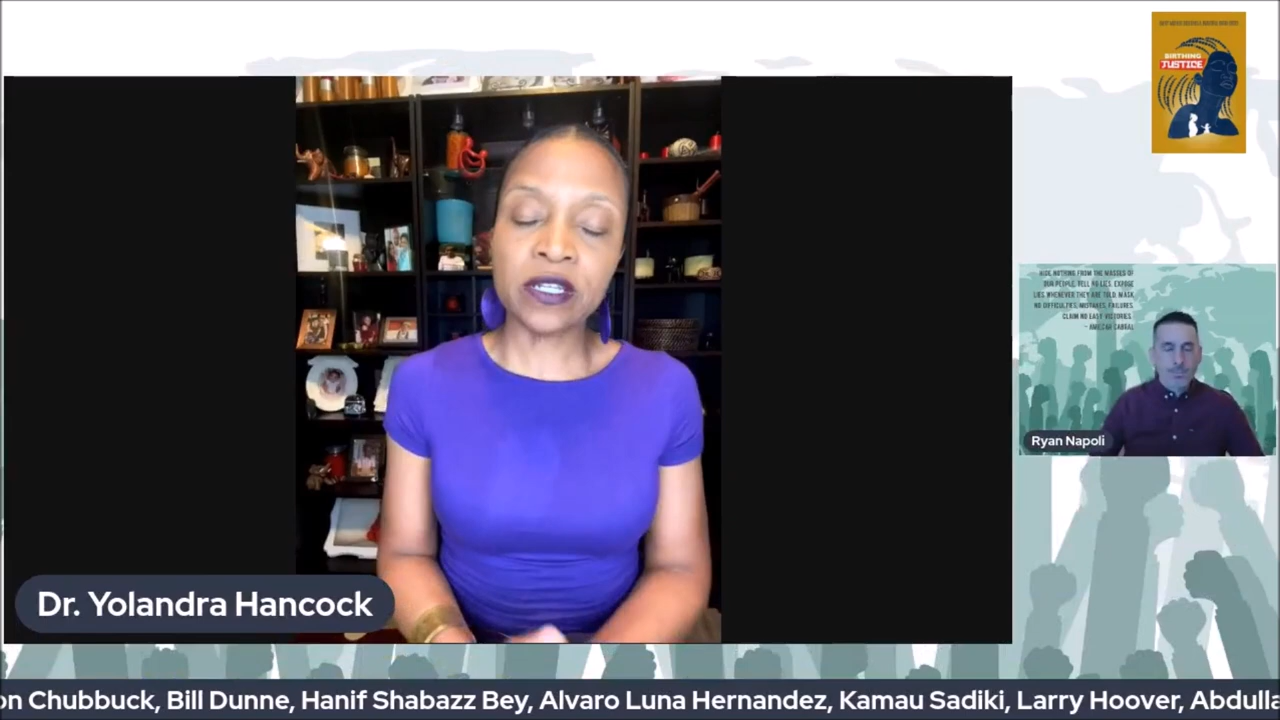 BIRTHING
JUSTICE
HIDE NOTHING FROM THE MASSES OF
OUR PEOPLE. TELL NO LIES. EXPOSE
LIES WHENEVER THEY ARE TOLD. MASK
NO DIFFICULTIES, MISTAKES, FAILURES.
CLAIM NO EASY VICTORIES.
- AMILCAR CABRAL
Ryan Napoli
Dr. Yolandra Hancock
on Chubbuck, Bill Dunne, Hanif Shabazz Bey, Alvaro Luna Hernandez, Kamau Sadiki, Larry Hoover, Abdulla